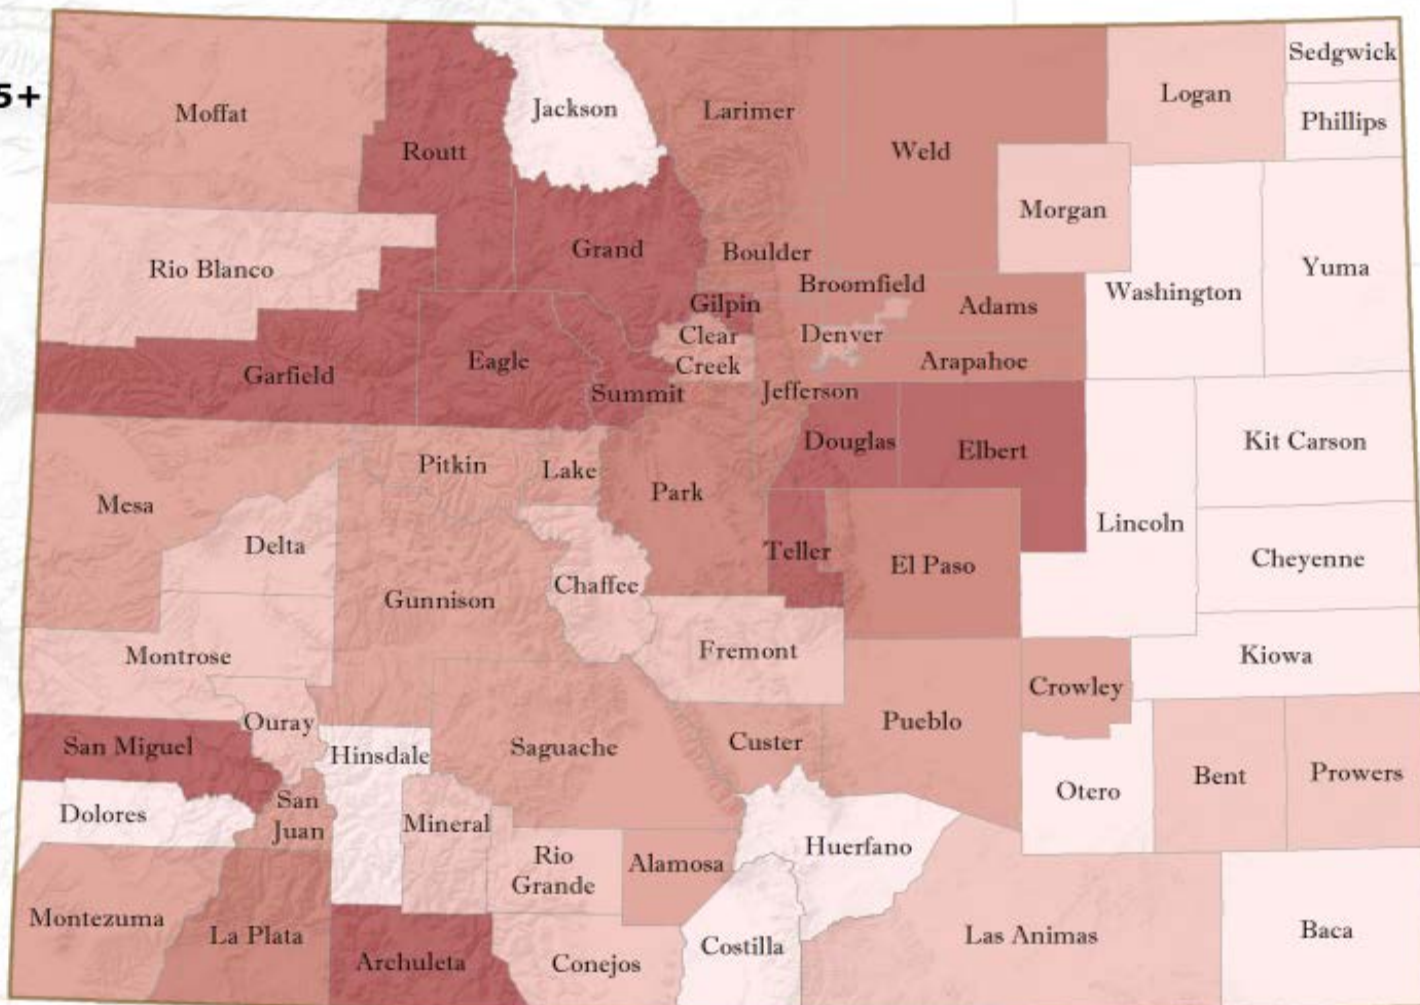 Sedgwick
5+
Moffat
Jackson
Larimer
Logan
Phillips
Routt
Weld
Morgan
Grand
Boulder
Rio Blanco
Yuma
Broomfield
Washington
Gilpin
Adams
Clear
Creek
Denver
Eagle
Arapahoe
Garfield
Summit
Jefferson
Douglas
Elbert
Kit Carson
Pitkin
Lake
Park
Mesa
Lincoln
Delta
Teller
El Paso
Cheyenne
Chaffee
Gunnison
Fremont
Montrose
Kiowa
Crowley
Ouray
Pueblo
San Miguel
Hinsdale
Saguache
Custer
Bent
Prowers
Otero
Dolores
San
Juan
Mineral
Huerfano
Rio
Grande
Alamosa
Montezuma
La Plata
Las Animas
Baca
Costilla
Archuleta
Conejos